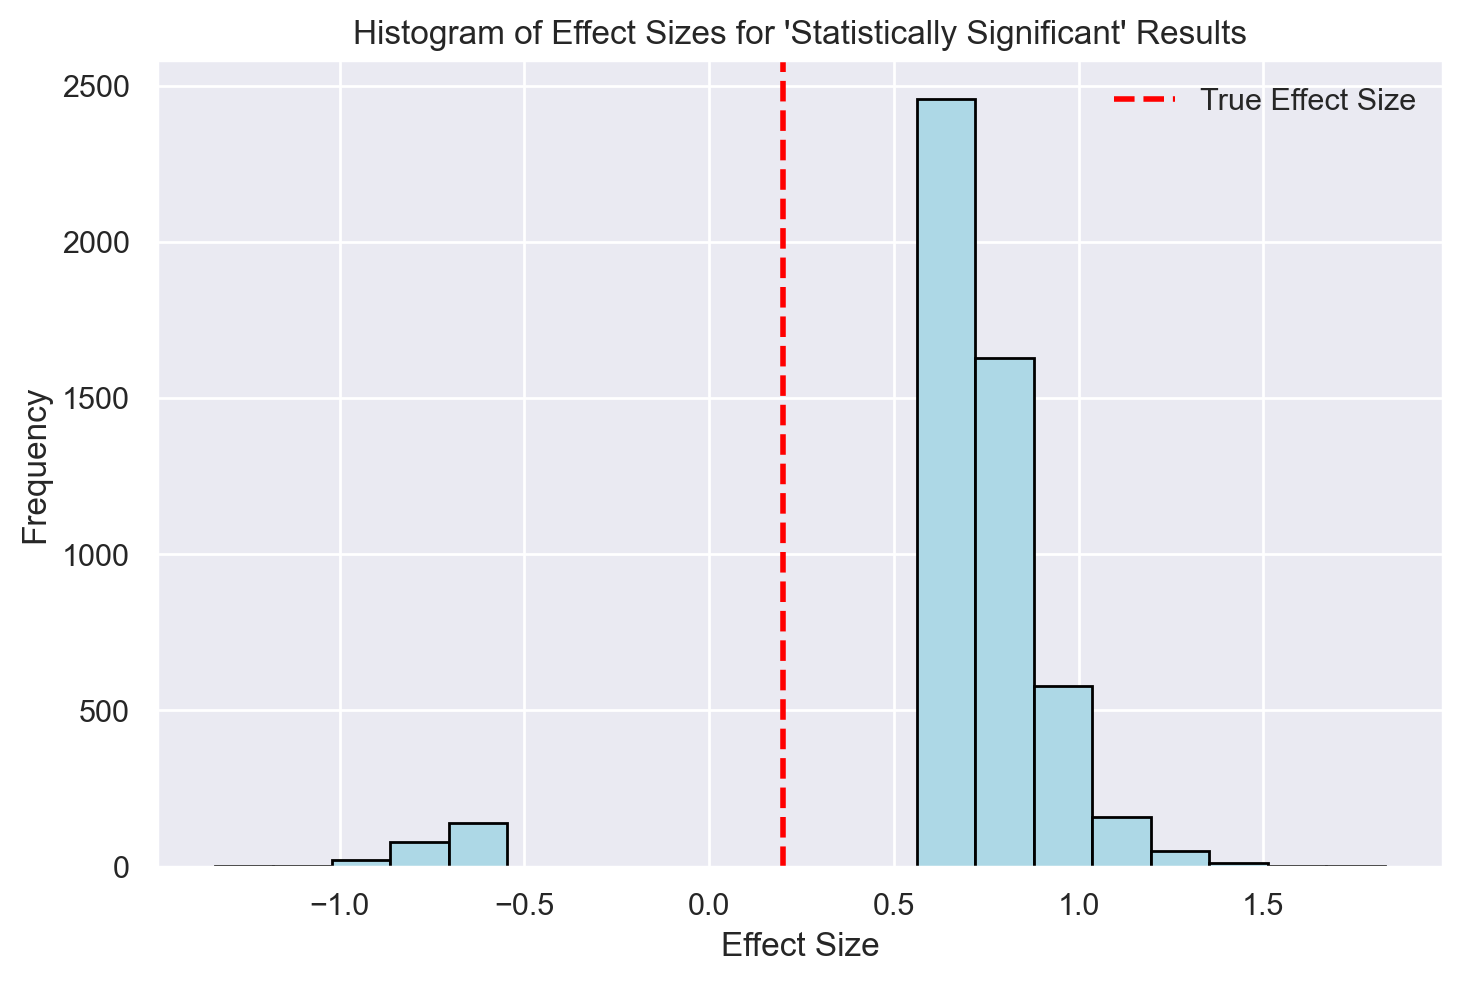 Histogram of Effect Sizes for 'Statistically Significant' Results
True Effect Size
Frequency
2500
2000
1500
1000
500
0
−1.0 −0.5 0.0 0.5 1.0 1.5
Effect Size